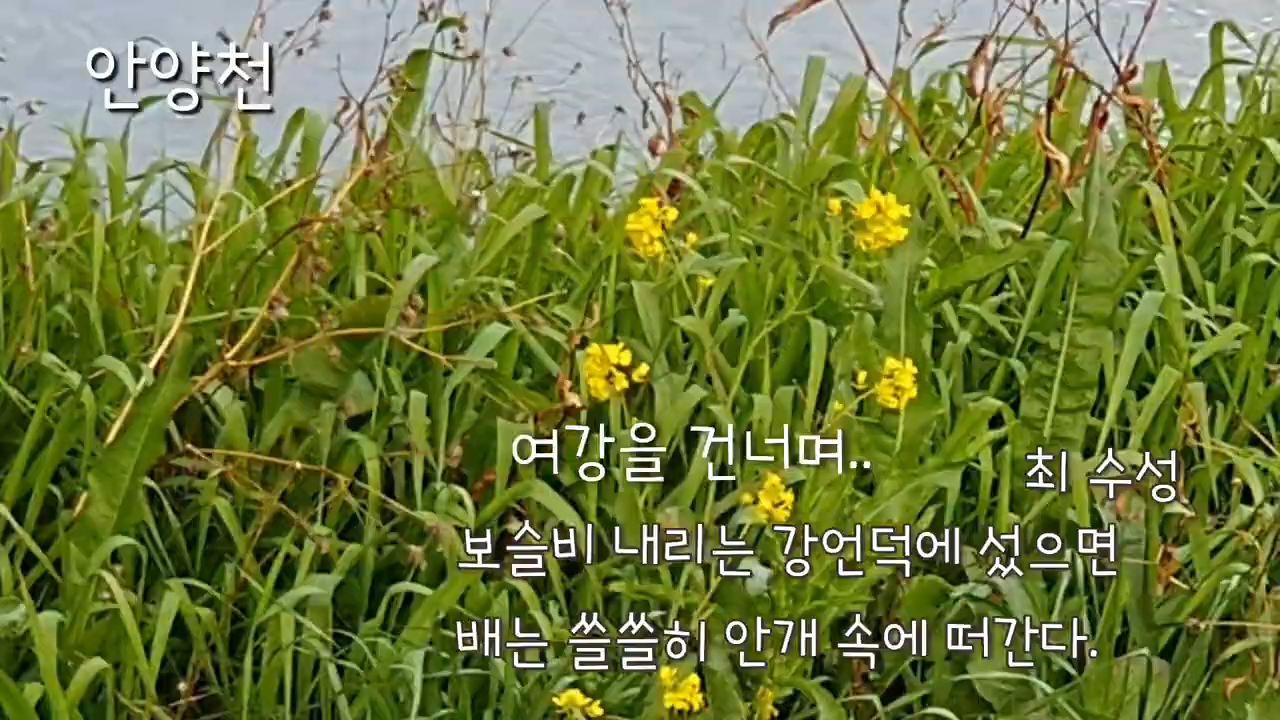 안양천
여강을 건너며..
최 수성
보슬비 내리는 강언덕에 섰으면
배는 쓸쓸히 안개 속에 떠간다.